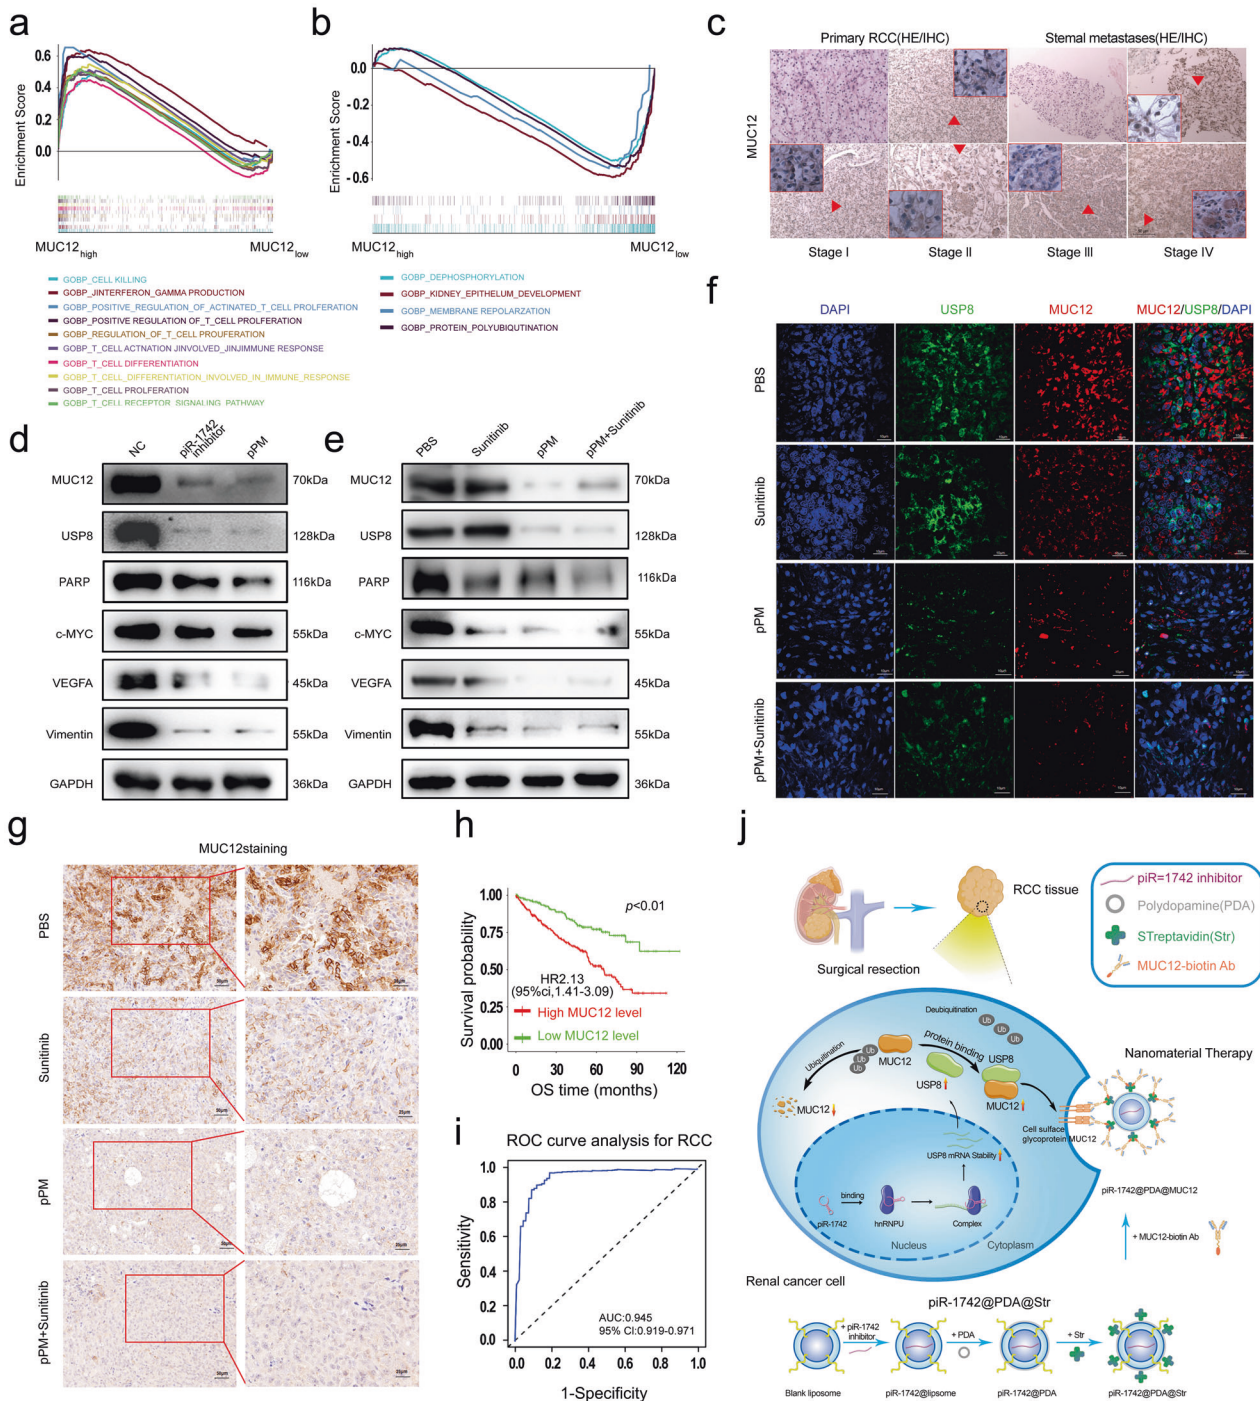 a
Enrichment Score
0.6
0.4
0.2
0.0
MUC12high
MUC12low
GOBP_CELL KILLING
GOBP_JINTERFERON_GAMMA PRODUCTION
GOBP_POSITIVE_REGULATION_OF_ACTINATED_T_CELL PROLFERATION
GOBP_POSITIVE REGULATION OF_T_CELL PROLFERATION
GOBP_REGULATION_OF_T_CELL PROUFERATION
GOBP_T_CELL ACTNATION JINVOLVED_JINJIMMUNE RESPONSE
GOBP_T_CELL DIFFERENTIATION
GOBP_T_CELL_DIFFERENTIATION_INVOLVED_IN_IMMUNE_RESPONSE
GOBP_T_CELL PROLFERATION
GOBP_T_CELL RECEPTOR_SIGNALING_PATHWAY
b
Enrichment Score
0.0
-0.2
-0.4
-0.6
MUC12high
MUC12low
GOBP_DEPHOSPHORYLATION
GOBP_KIDNEY_EPITHELUM_DEVELOPMENT
GOBP_MEMBRANE REPOLARZATION
GOBP_PROTEIN_POLYUBIQUTINATION
c
Primary RCC(HE/IHC)
Stemal metastases(HE/IHC)
MUC12
Stage I
Stage II
Stage III
Stage IV
d
NC
piR-1742
inhibitor
pPM
MUC12
70kDa
USP8
128kDa
PARP
116kDa
c-MYC
55kDa
VEGFA
45kDa
Vimentin
55kDa
GAPDH
36kDa
e
PBS
Sunitinib
pPM
pPM+Sunitinib
MUC12
70kDa
USP8
128kDa
PARP
116kDa
c-MYC
55kDa
VEGFA
45kDa
Vimentin
55kDa
GAPDH
36kDa
f
DAPI
USP8
MUC12
MUC12/USP8/DAPI
PBS
Sunitinib
pPM
pPM+Sunitinib
g
MUC12staining
PBS
Sunitinib
pPM
pPM+Sunitinib
h
Survival probability
1.00
0.75
0.50
0.25
0.00
p<0.01
HR2.13
(95%ci,1.41-3.09)
High MUC12 level
Low MUC12 level
0
30
60
90
120
OS time (months)
i
ROC curve analysis for RCC
Sensitivity
1.0
0.8
0.6
0.4
0.2
0.0
AUC:0.945
95% CI:0.919-0.971
0.0
0.2
0.4
0.6
0.8
1.0
1-Specificity
j
Surgical resection
RCC tissue
piR=1742 inhibitor
Polydopamine(PDA)
STreptavidin(Str)
MUC12-biotin Ab
Deubiquitination
Ub
Ub
Ub
Ubiquitination
Ub
Ub
MUC12
protein binding
USP8
USP8
MUC12
MUC12
Cell sulface
glycoprotein MUC12
Nanomaterial Therapy
USP8 mRNA Stability
binding
piR-1742
hnRNPU
Complex
Nucleus
Cytoplasm
piR-1742@PDA@MUC12
+ MUC12-biotin Ab
Renal cancer cell
piR-1742@PDA@Str
+ piR-1742
inhibitor
+ PDA
+ Str
Blank liposome
piR-1742@lipsome
piR-1742@PDA
piR-1742@PDA@Str